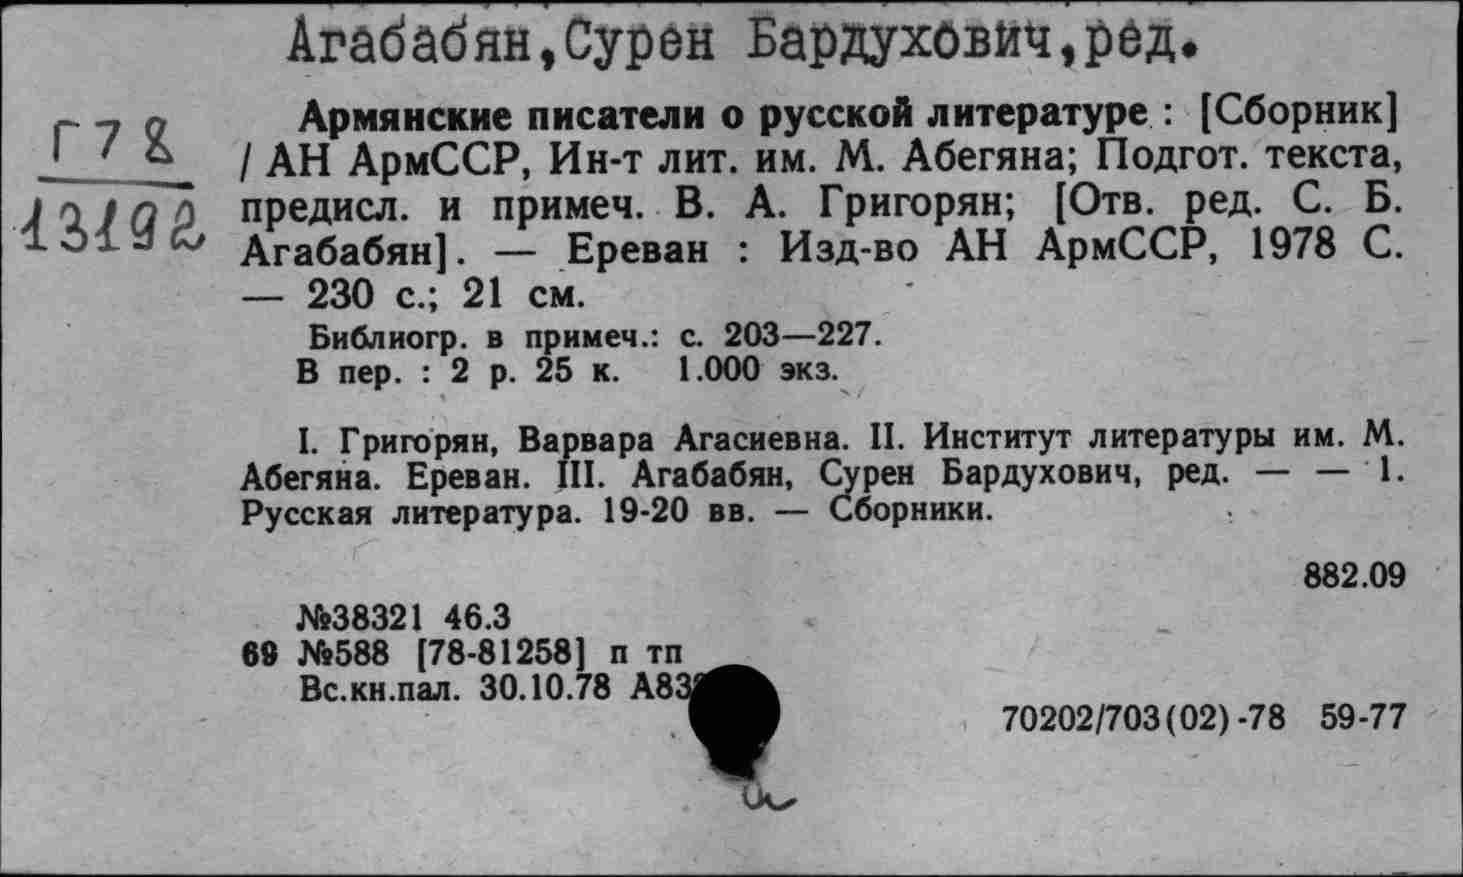 Агабабян,Сурен Бардухович,ред.
Г78
13192
Армянские писатели о русской литературе : [Сборник]
/ АН АрмССР, Ин-т лит. им. М. Абегяна; Подгот. текста,
предисл. и примеч. В. А. Григорян; [Отв. ред. С. Б.
Агабабян]. — Ереван : Изд-во АН АрмССР, 1978 С.
— 230 с.; 21 см.
Библиогр. в примеч.: с. 203—227.
В пер. : 2 р. 25 к. 1.000 экз.
I. Григорян, Варвара Агасиевна. II. Институт литературы им. М.
Абегяна. Ереван. III. Агабабян, Сурен Бардухович, ред. — — 1.
Русская литература. 19-20 вв. — Сборники.
882.09
№38321 46.3
69 №588 [78-81258] п тп
Вс.кн.пал. 30.10.78
70202/703(02)-78 59-77